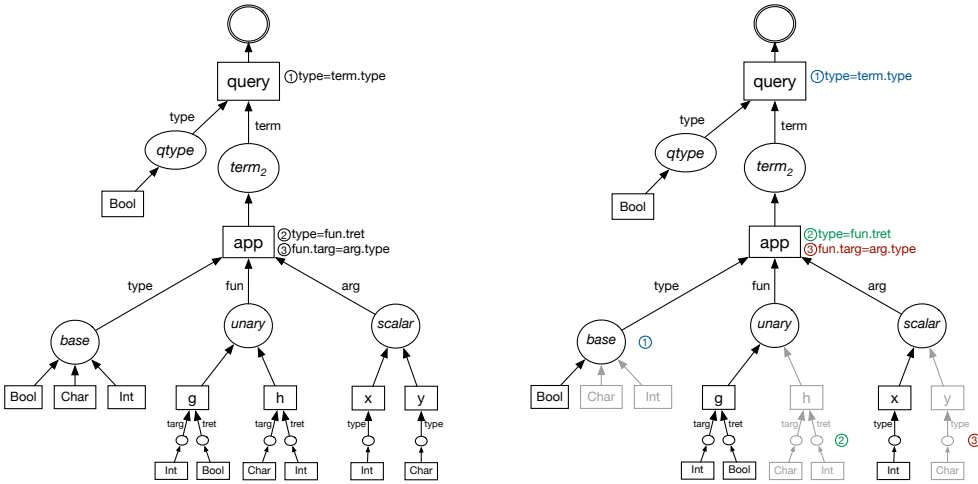 query
①type=term.type
type
term
qtype
term2
Bool
app
②type=fun.tret
③fun.targ=arg.type
type
fun
arg
base
unary
scalar
Bool
Char
Int
g
h
x
y
targ
tret
targ
tret
type
type
Int
Bool
Char
Int
Int
Char
query
①type=term.type
type
term
qtype
term2
Bool
app
②type=fun.tret
③fun.targ=arg.type
type
fun
arg
base
①
unary
scalar
Bool
Char
Int
g
h
x
y
targ
tret
targ
tret
②
type
type
③
Int
Bool
Char
Int
Int
Char